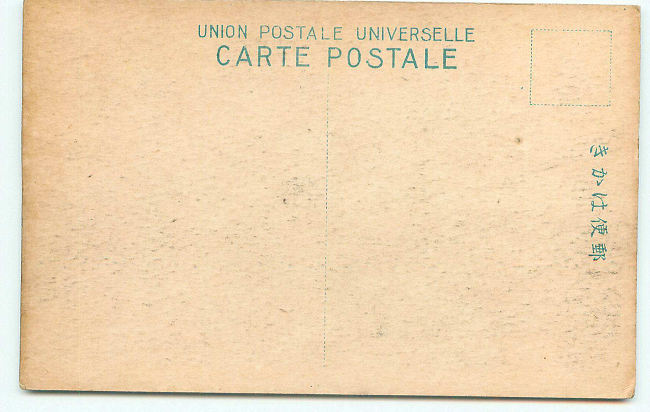 UNION POSTALE UNIVERSELLE
CARTE POSTALE
きかは便郵